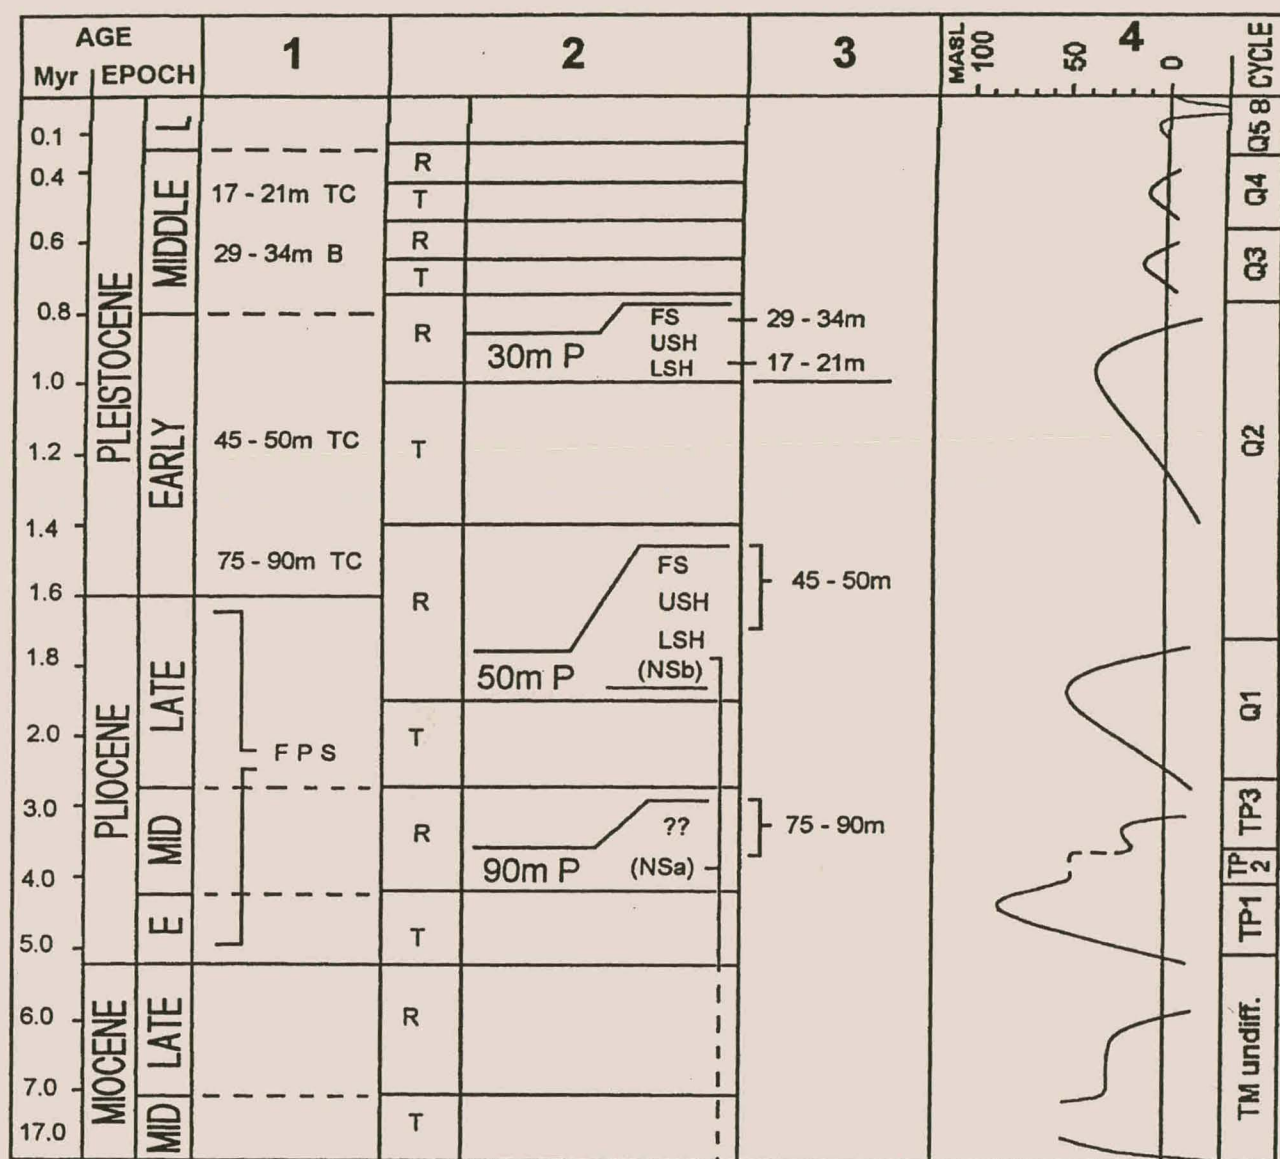 AGE
Myr EPOCH
1
2
3
4
MASL
100
50
0
CYCLE
0.1
0.4
0.6
0.8
1.0
1.2
1.4
1.6
1.8
2.0
3.0
4.0
5.0
6.0
7.0
17.0
PLEISTOCENE
PLIOCENE
MIOCENE
L
MIDDLE
EARLY
LATE
MID
E
LATE
MID
17 - 21m TC
29 - 34m B
45 - 50m TC
75 - 90m TC
F P S
R
T
R
T
R
T
R
T
R
T
R
T
30m P
FS
USH
LSH
50m P
FS
USH
LSH
(NSb)
90m P
??
(NSa)
29 - 34m
17 - 21m
45 - 50m
75 - 90m
Q5 8
Q4
Q3
Q2
Q1
TP3
TP
2
TP1
TM undiff.